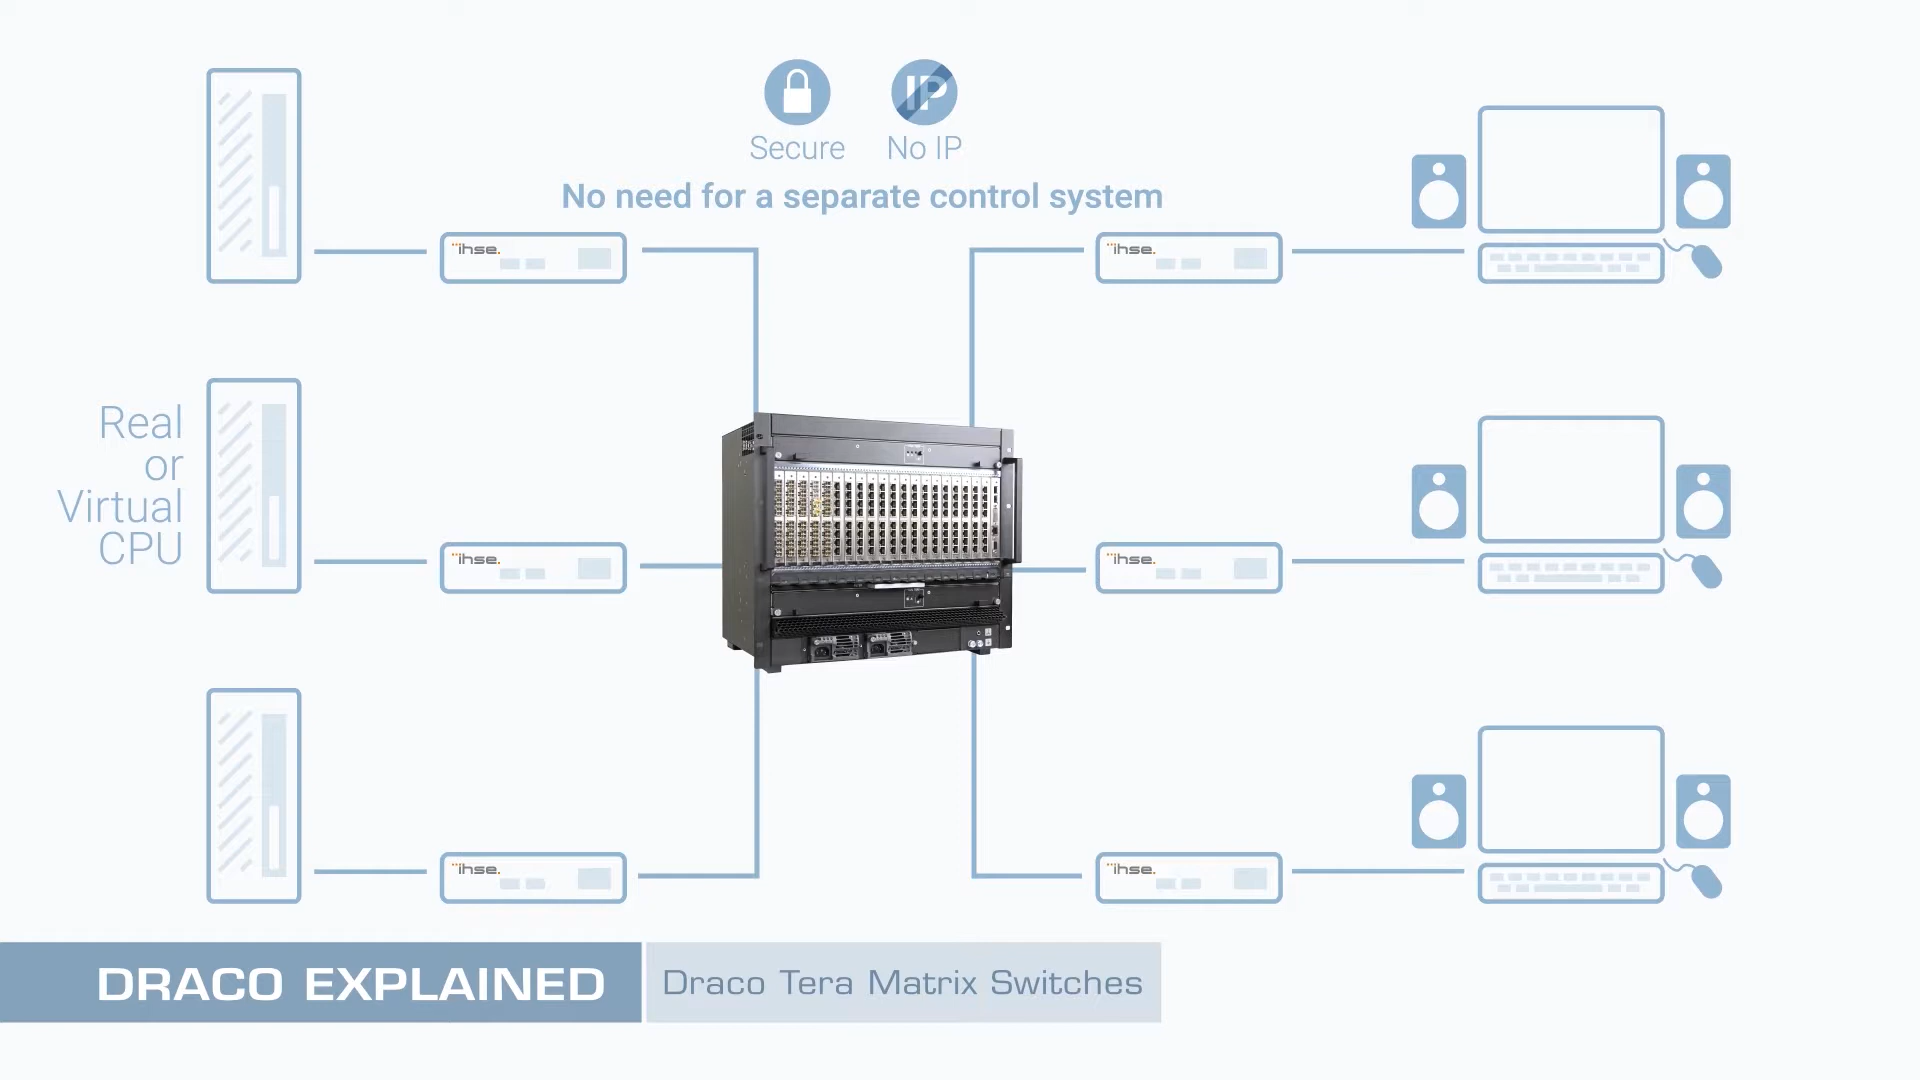 IP
Secure
No IP
No need for a separate control system
ihse.
ihse.
Real
or
Virtual
CPU
ihse.
ihse.
ihse.
ihse.
DRACO EXPLAINED
Draco Tera Matrix Switches